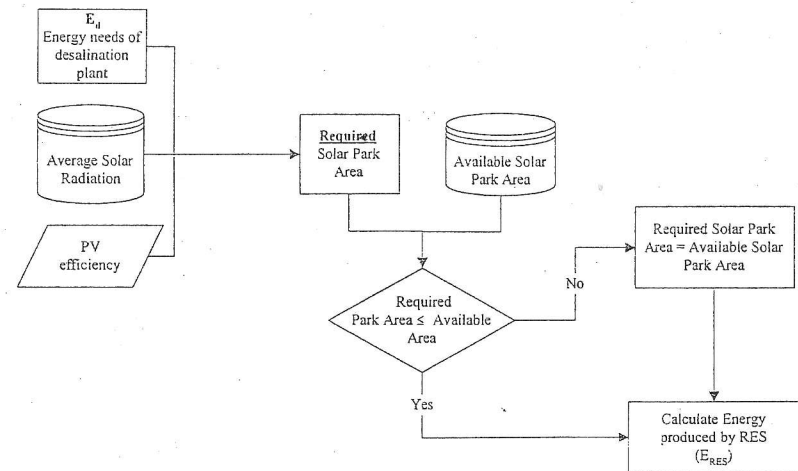 E_d
Energy needs of
desalination
plant
Average Solar
Radiation
PV
efficiency
Required
Solar Park
Area
Available Solar
Park Area
Required
Park Area ≤ Available
Area
No
Yes
Required Solar Park
Area = Available Solar
Park Area
Calculate Energy
produced by RES
(E_RES)